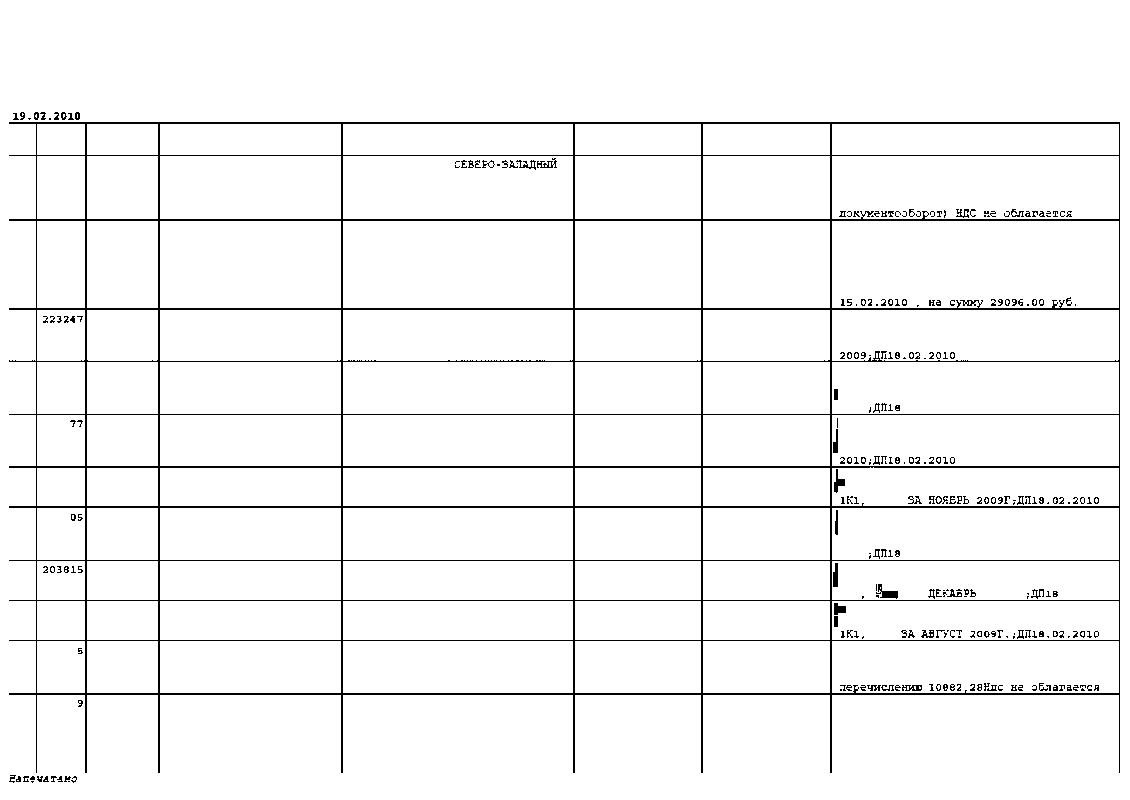 19.02.2010
СЕВЕРО-ЗАПАДНЫЙ
документооборот) НДС не облагается
15.02.2010 , на сумму 29096.00 руб.
223247
2009;ДП18.02.2010
;ДП18
77
2010;ДП18.02.2010
1К1, ЗА НОЯБРЬ 2009Г;ДП18.02.2010
05
;ДП18
203815
, ДЕКАБРЬ ;ДП18
1К1, ЗА АВГУСТ 2009Г.;ДП18.02.2010
5
перечислению 10082,28Ндс не облагается
9
Напечатано